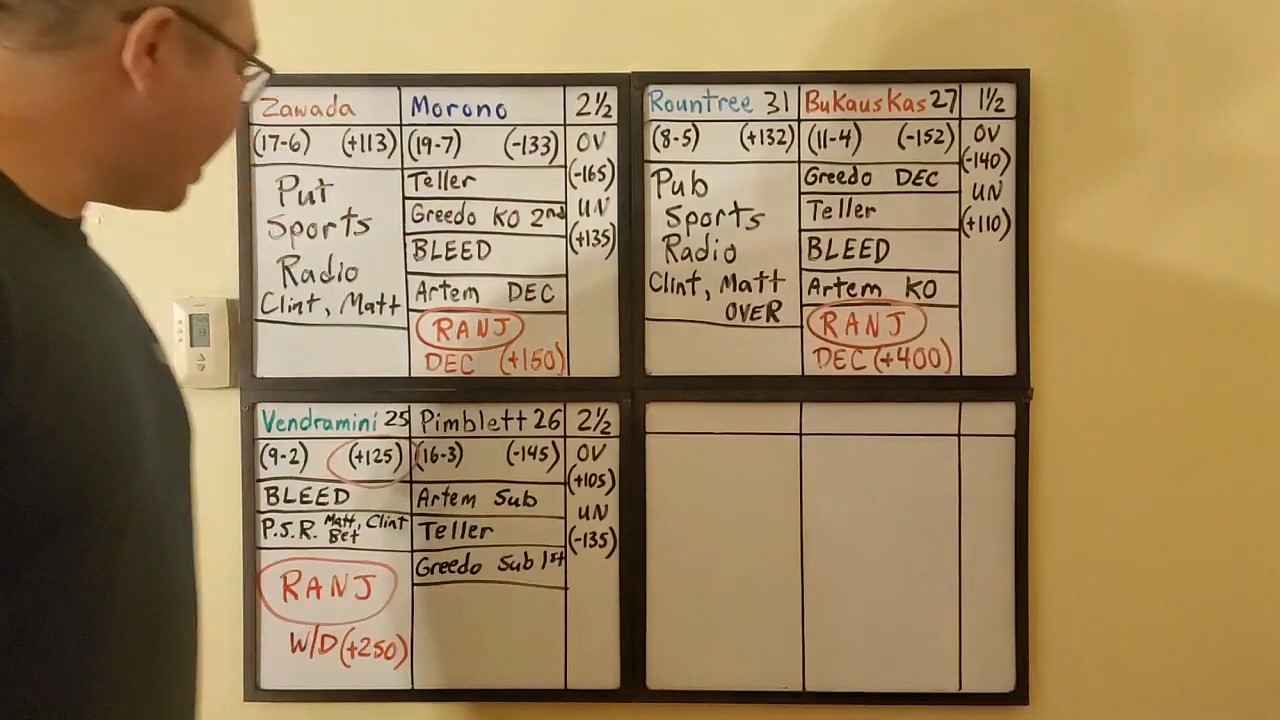 Zawada Morono 2½
(17-6) (+113) (19-7) (-133) OV
(-165)
UN
(+135)
Put
Sports
Radio
Clint, Matt
Teller
Greedo KO 2nd
BLEED
Artem DEC
RANJ
DEC (+150)
Rountree 31 Bukauskas 27 1½
(8-5) (+132) (11-4) (-152) OV
(-140)
UN
(+110)
Pub
Sports
Radio
Clint, Matt
OVER
Greedo DEC
Teller
BLEED
Artem KO
RANJ
DEC (+400)
Vendramini 25 Pimblett 26 2½
(9-2) (+125) (16-3) (-145) OV
(+105)
UN
(-135)
BLEED
P.S.R. Matt, Clint
Bet
RANJ
W/D (+250)
Artem Sub
Teller
Greedo Sub 1st